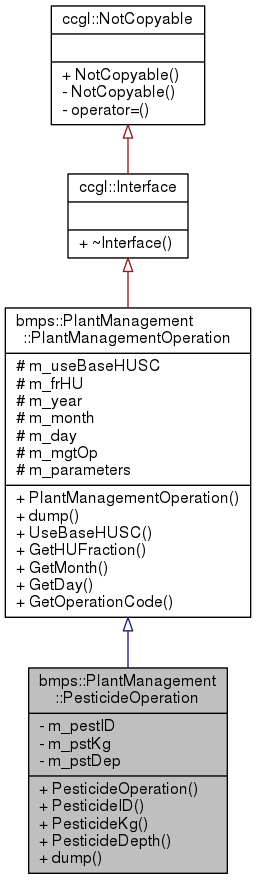 ccgl::NotCopyable
+ NotCopyable()
- NotCopyable()
- operator=()
ccgl::Interface
+ ~Interface()
bmps::PlantManagement
::PlantManagementOperation
# m_useBaseHUSC
# m_frHU
# m_year
# m_month
# m_day
# m_mgtOp
# m_parameters
+ PlantManagementOperation()
+ dump()
+ UseBaseHUSC()
+ GetHUFraction()
+ GetMonth()
+ GetDay()
+ GetOperationCode()
bmps::PlantManagement
::PesticideOperation
- m_pestID
- m_pstKg
- m_pstDep
+ PesticideOperation()
+ PesticideID()
+ PesticideKg()
+ PesticideDepth()
+ dump()